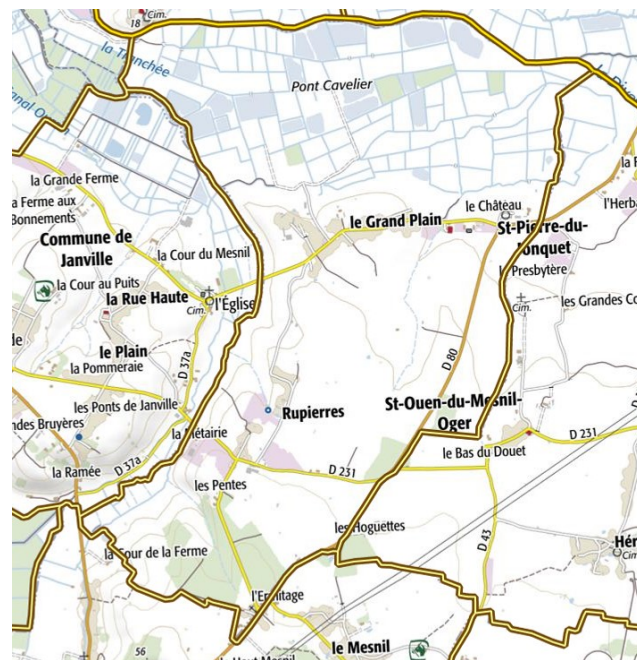 18
Cim.
la Tranchée
Pont Cavelier
la Grande Ferme
la Ferme aux
Bonnements
le Château
le Grand Plain
St-Pierre-du-
Jonquet
l'Herba
Commune de
Janville
la Cour du Mesnil
le Presbytère
la Cour au Puits
la Rue Haute
l'Église
Cim.
Cim.
les Grandes Co
le Plain
D 37a
D 80
la Pommeraie
les Ponts de Janville
Rupierres
St-Ouen-du-Mesnil-
Oger
ndes Bruyères
la Métairie
D 231
le Bas du Douet
la Ramée
D 37a
D 231
les Pentes
D 43
les Hoguettes
la Cour de la Ferme
Hér
Cim.
l'Ermitage
56
le Mesnil
le Haut Mesnil